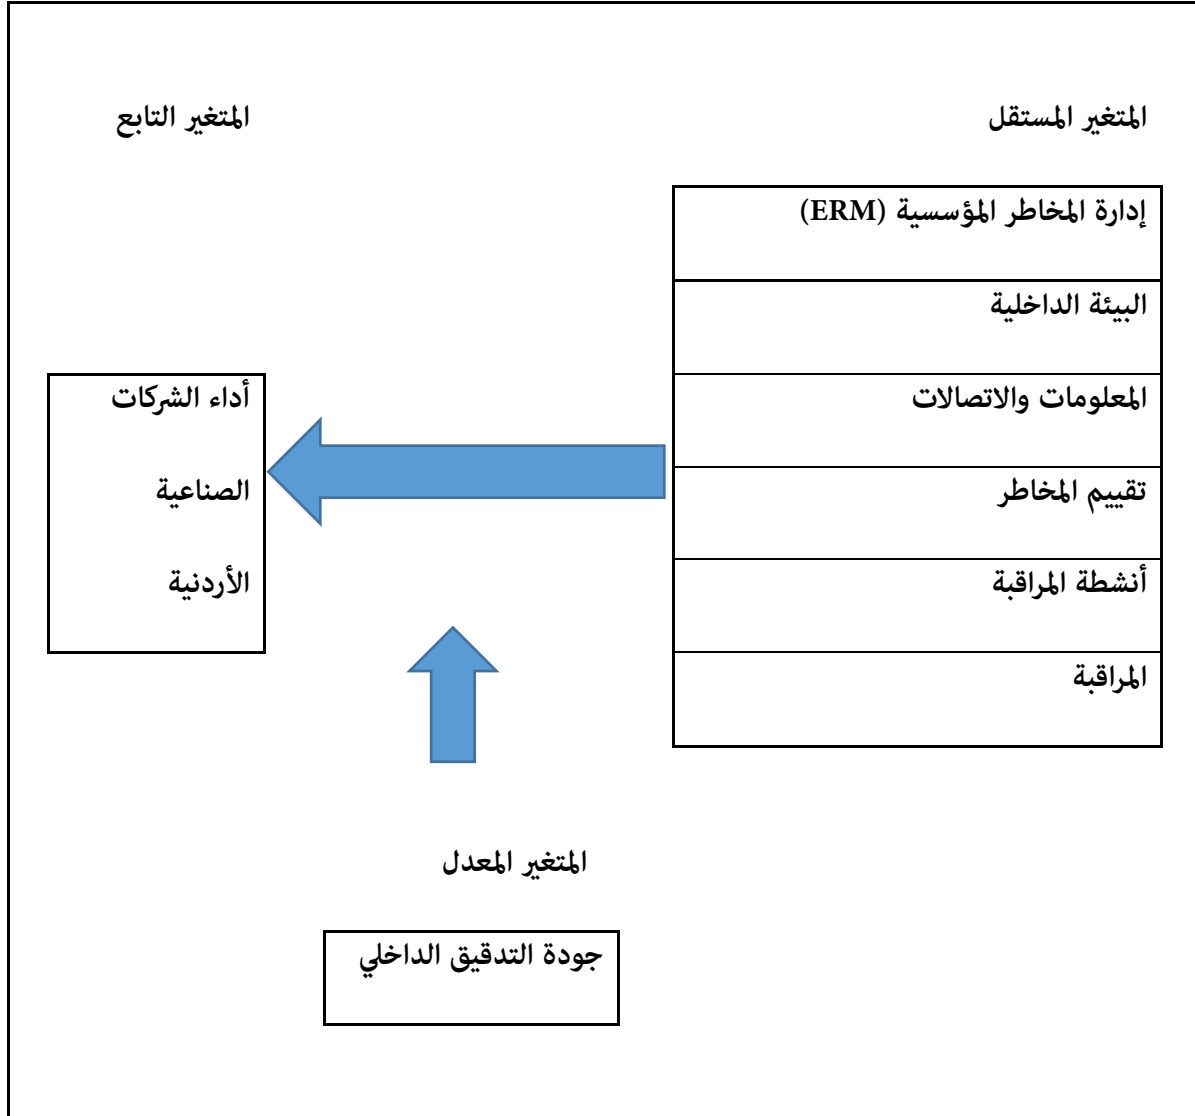 المتغير المستقل
المتغير التابع
إدارة المخاطر المؤسسية (ERM)
البيئة الداخلية
المعلومات والاتصالات
تقييم المخاطر
أنشطة المراقبة
المراقبة
أداء الشركات
الصناعية
الأردنية
المتغير المعدل
جودة التدقيق الداخلي